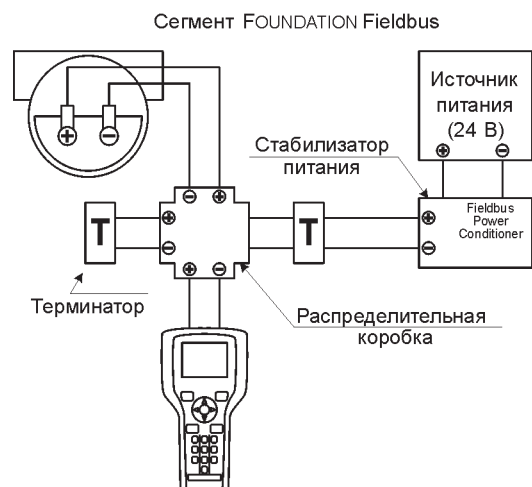 Сегмент FOUNDATION Fieldbus
Источник
питания
(24 В)
Стабилизатор
питания
Fieldbus
Power
Conditioner
T
T
Терминатор
Распределительная
коробка